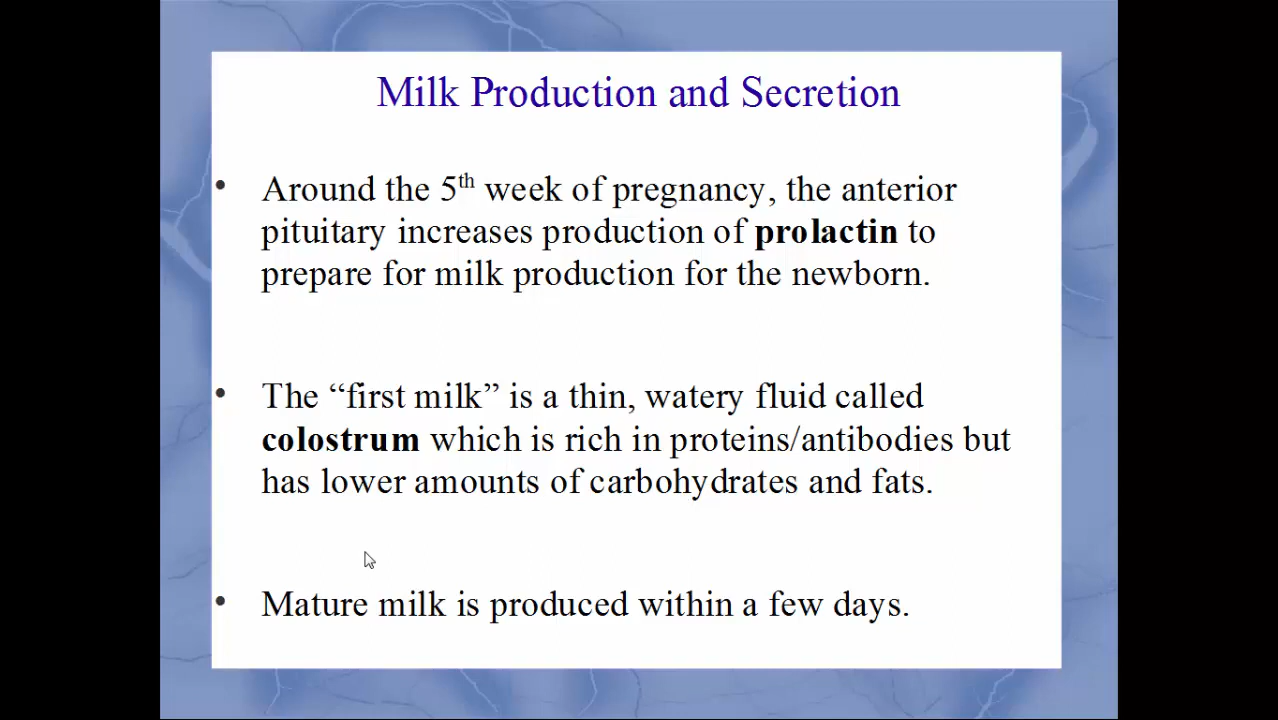 Milk Production and Secretion
• Around the 5th week of pregnancy, the anterior
pituitary increases production of prolactin to
prepare for milk production for the newborn.
• The “first milk” is a thin, watery fluid called
colostrum which is rich in proteins/antibodies but
has lower amounts of carbohydrates and fats.
• Mature milk is produced within a few days.